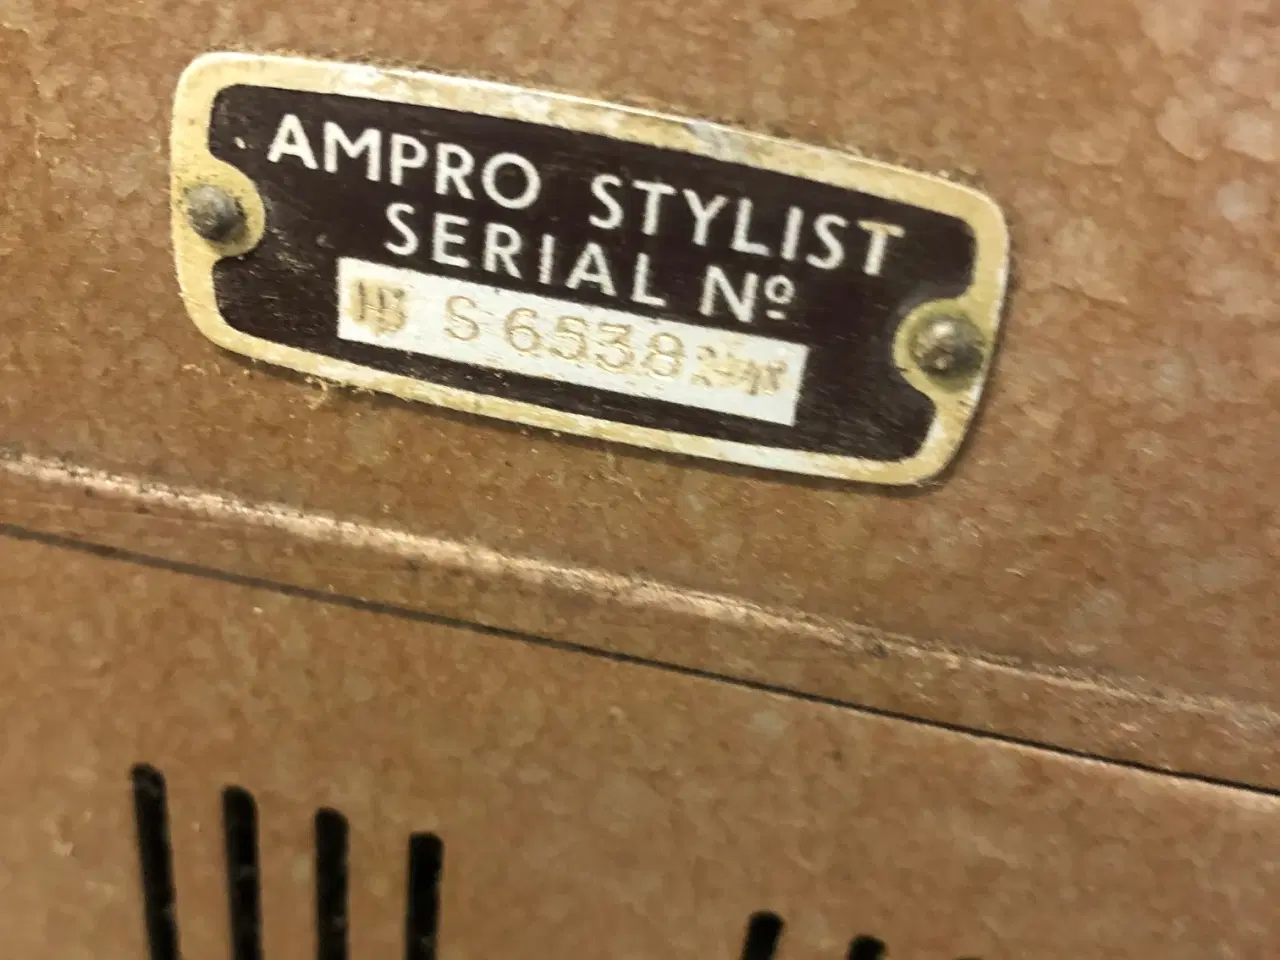 AMPRO STYLIST
SERIAL Nº
S 6538